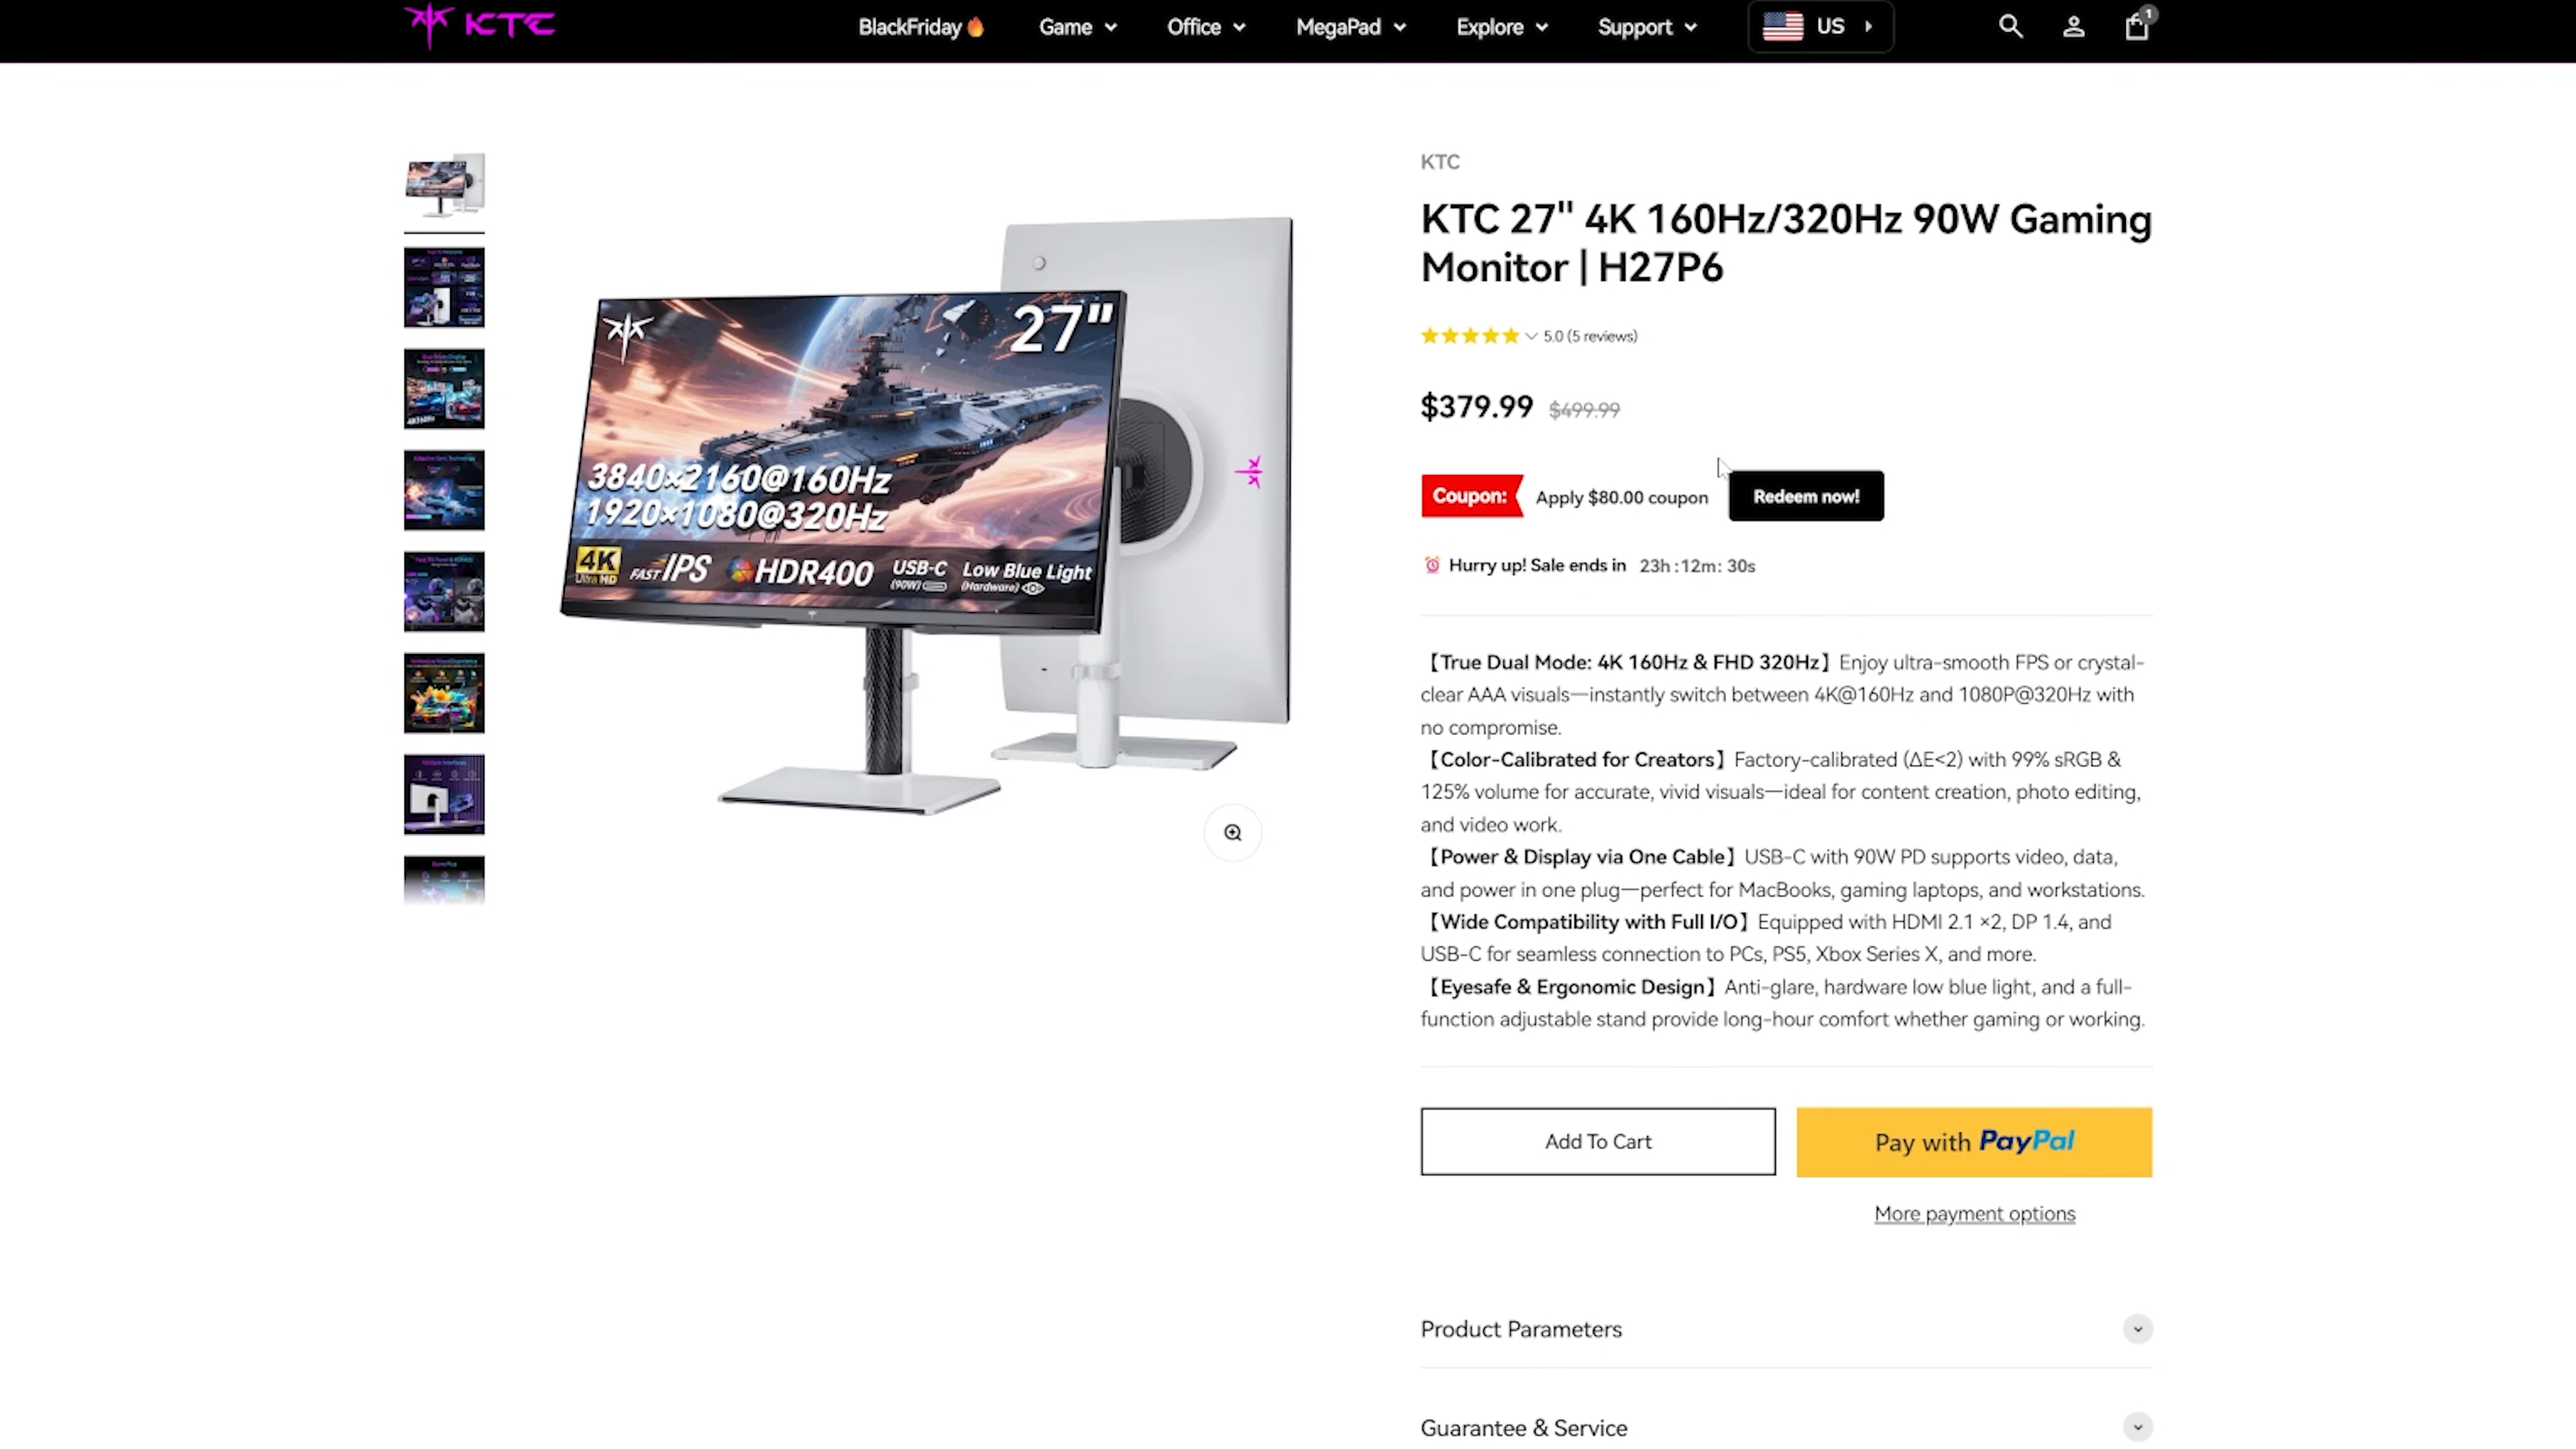 KTC
BlackFriday🔥
Game
Office
MegaPad
Explore
Support
US
1
KTC
KTC 27" 4K 160Hz/320Hz 90W Gaming
Monitor | H27P6
5.0 (5 reviews)
$379.99 $499.99
Coupon: Apply $80.00 coupon Redeem now!
Hurry up! Sale ends in 23h :12m: 30s
27"
3840×2160@160Hz
1920×1080@320Hz
4K Ultra HD FAST IPS HDR400 USB-C (90W) Low Blue Light (Hardware)
【True Dual Mode: 4K 160Hz & FHD 320Hz】Enjoy ultra-smooth FPS or crystal-
clear AAA visuals—instantly switch between 4K@160Hz and 1080P@320Hz with
no compromise.
【Color-Calibrated for Creators】Factory-calibrated (ΔE<2) with 99% sRGB &
125% volume for accurate, vivid visuals—ideal for content creation, photo editing,
and video work.
【Power & Display via One Cable】USB-C with 90W PD supports video, data,
and power in one plug—perfect for MacBooks, gaming laptops, and workstations.
【Wide Compatibility with Full I/O】Equipped with HDMI 2.1 ×2, DP 1.4, and
USB-C for seamless connection to PCs, PS5, Xbox Series X, and more.
【Eyesafe & Ergonomic Design】Anti-glare, hardware low blue light, and a full-
function adjustable stand provide long-hour comfort whether gaming or working.
Add To Cart
Pay with PayPal
More payment options
Product Parameters
Guarantee & Service